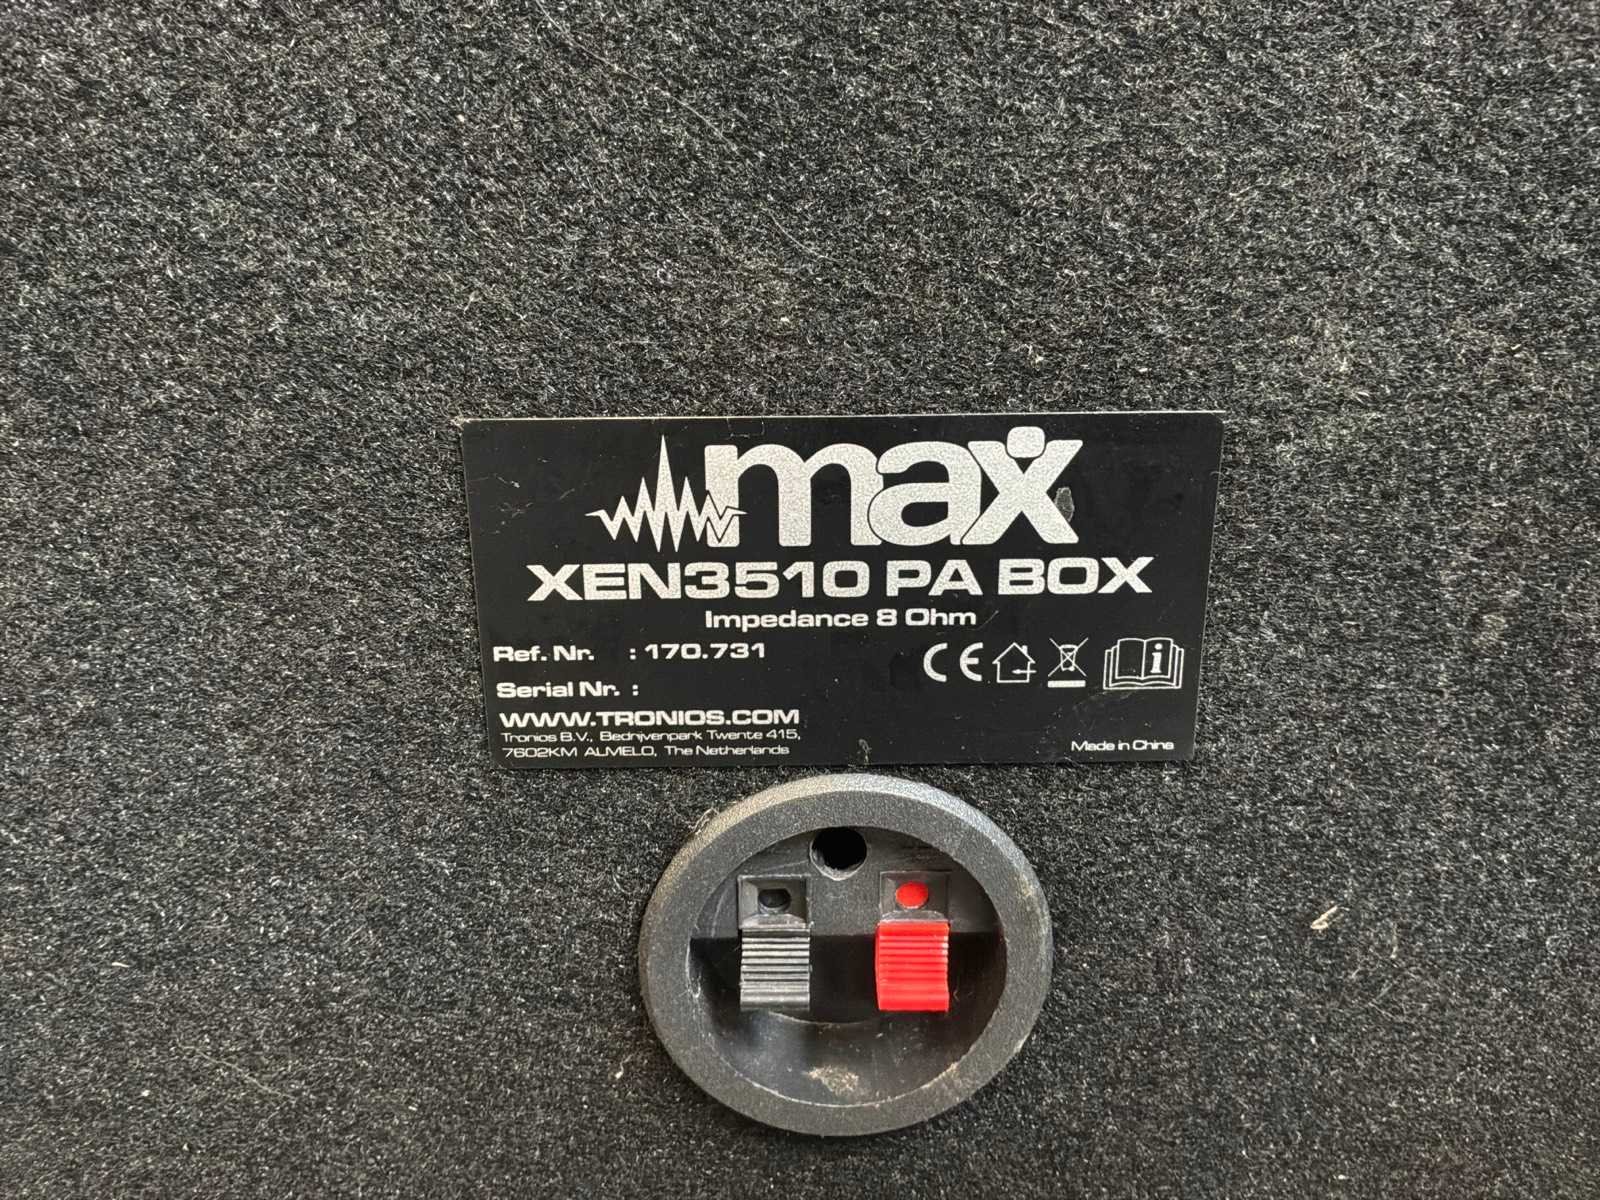 max
XEN3510 PA BOX
Impedance 8 Ohm
Ref. Nr. : 170.731
Serial Nr. :
WWW.TRONIOS.COM
Tronios B.V., Bedrijvenpark Twente 415,
7602KM ALMELO, The Netherlands
CE
i
Made in China